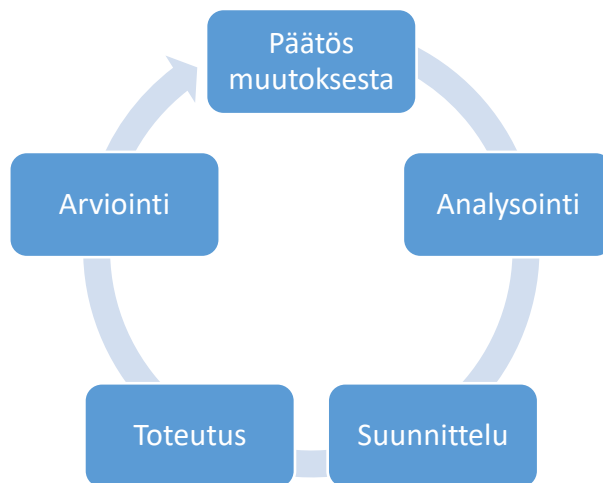 Päätös
muutoksesta
Analysointi
Suunnittelu
Toteutus
Arviointi